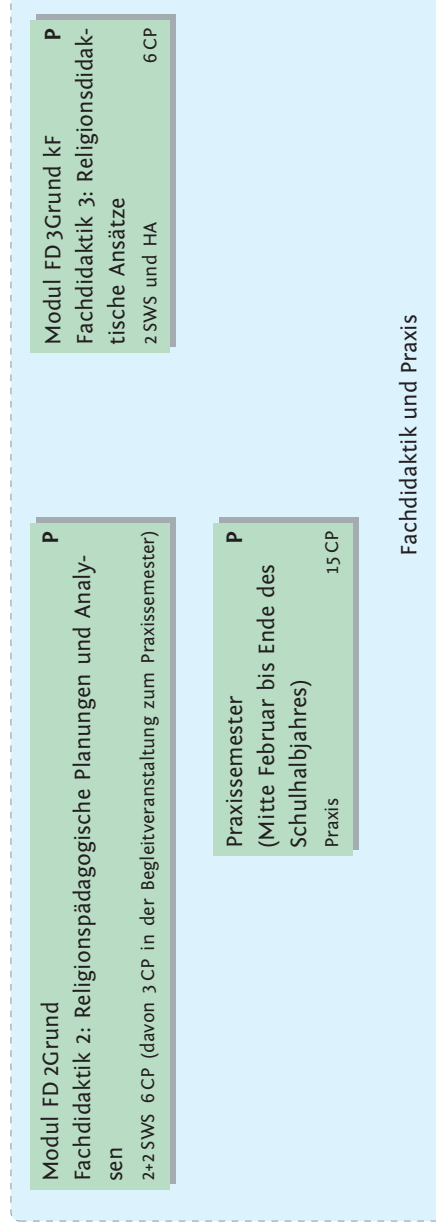 Modul FD 2Grund P
Fachdidaktik 2: Religionspädagogische Planungen und Analy-
sen
2+2 SWS 6 CP (davon 3 CP in der Begleitveranstaltung zum Praxissemester)
Modul FD 3Grund kF P
Fachdidaktik 3: Religionsdidak-
tische Ansätze
2 SWS und HA 6 CP
Praxissemester P
(Mitte Februar bis Ende des
Schulhalbjahres)
Praxis 15 CP
Fachdidaktik und Praxis